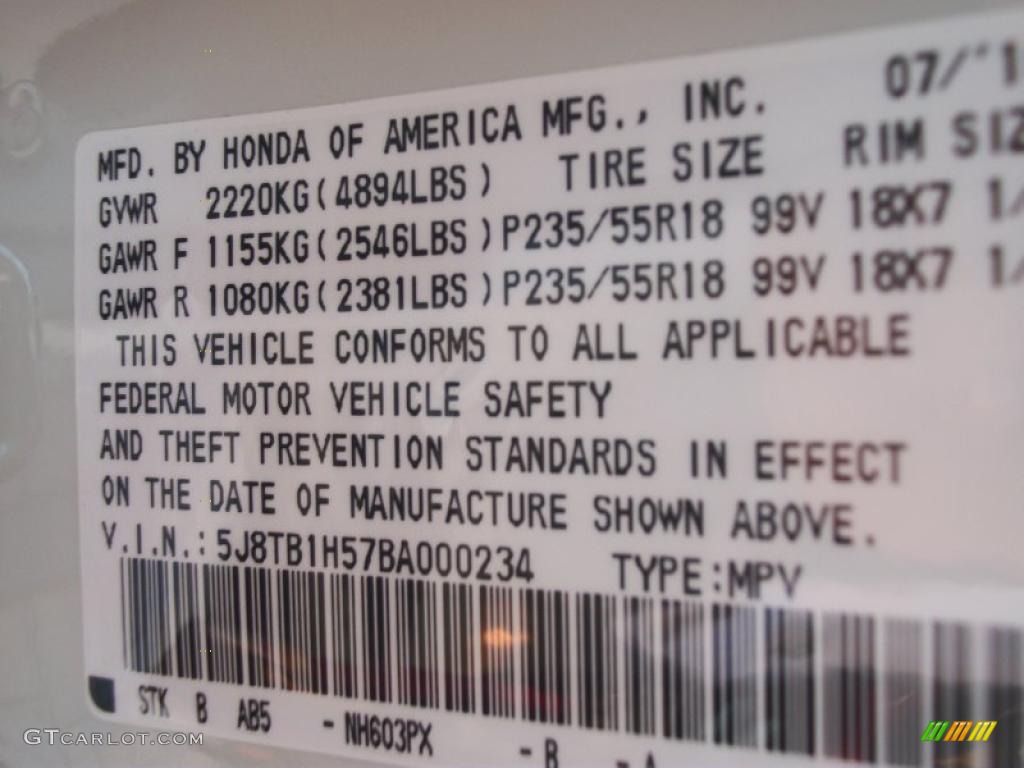 MFD. BY HONDA OF AMERICA MFG., INC. 07/'1
GVWR 2220KG(4894LBS) TIRE SIZE RIM SIZ
GAWR F 1155KG(2546LBS)P235/55R18 99V 18X7 1/
GAWR R 1080KG(2381LBS)P235/55R18 99V 18X7 1/
THIS VEHICLE CONFORMS TO ALL APPLICABLE
FEDERAL MOTOR VEHICLE SAFETY
AND THEFT PREVENTION STANDARDS IN EFFECT
ON THE DATE OF MANUFACTURE SHOWN ABOVE.
V.I.N.:5J8TB1H57BA000234 TYPE:MPV
STK B AB5 -NH603PX -B -A
GTCARLOT.COM